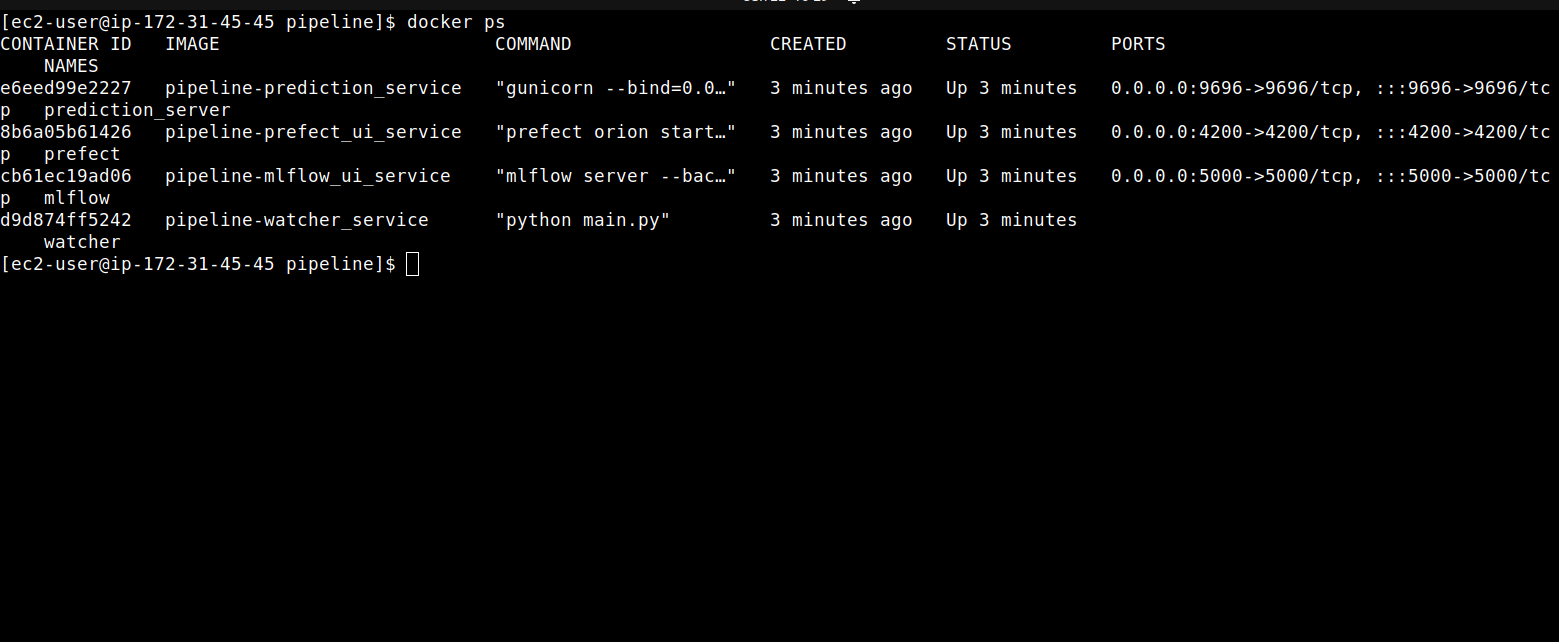 [ec2-user@ip-172-31-45-45 pipeline]$ docker ps
CONTAINER ID   IMAGE                         COMMAND                  CREATED         STATUS         PORTS
    NAMES
e6eed99e2227   pipeline-prediction_service   "gunicorn --bind=0.0…"   3 minutes ago   Up 3 minutes   0.0.0.0:9696->9696/tcp, :::9696->9696/tc
p   prediction_server
8b6a05b61426   pipeline-prefect_ui_service   "prefect orion start…"   3 minutes ago   Up 3 minutes   0.0.0.0:4200->4200/tcp, :::4200->4200/tc
p   prefect
cb61ec19ad06   pipeline-mlflow_ui_service    "mlflow server --bac…"   3 minutes ago   Up 3 minutes   0.0.0.0:5000->5000/tcp, :::5000->5000/tc
p   mlflow
d9d874ff5242   pipeline-watcher_service      "python main.py"         3 minutes ago   Up 3 minutes
    watcher
[ec2-user@ip-172-31-45-45 pipeline]$